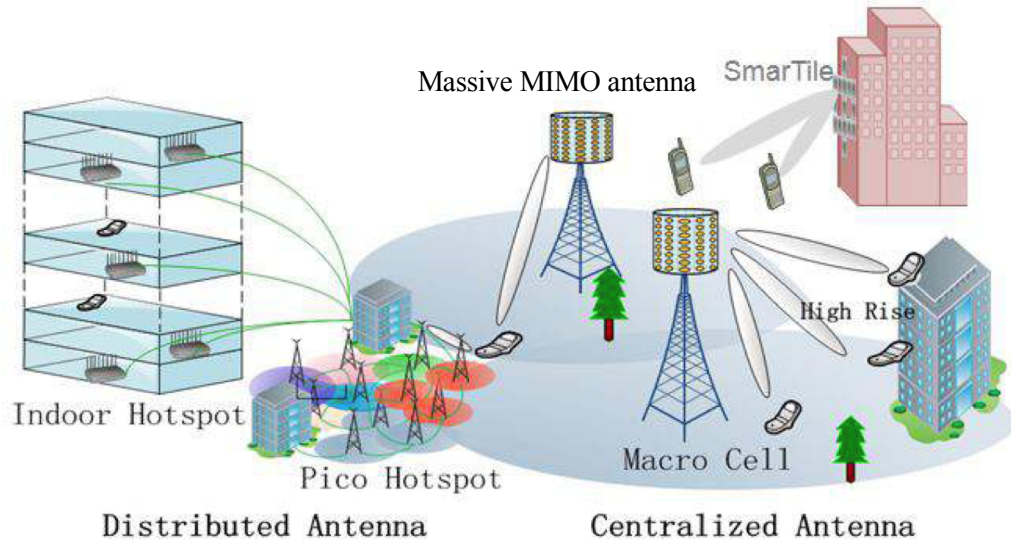 Massive MIMO antenna
SmarTile
High Rise
Indoor Hotspot
Pico Hotspot
Macro Cell
Distributed Antenna
Centralized Antenna